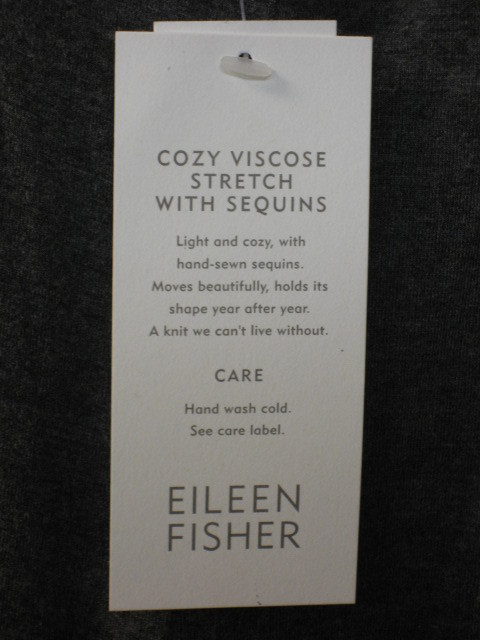 COZY VISCOSE
STRETCH
WITH SEQUINS
Light and cozy, with
hand-sewn sequins.
Moves beautifully, holds its
shape year after year.
A knit we can't live without.
CARE
Hand wash cold.
See care label.
EILEEN
FISHER